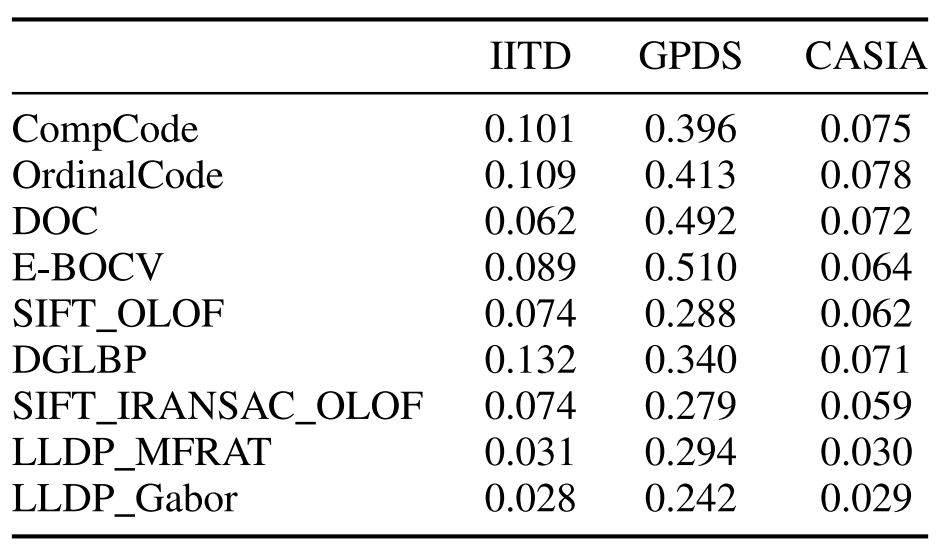 IITD GPDS CASIA
CompCode 0.101 0.396 0.075
OrdinalCode 0.109 0.413 0.078
DOC 0.062 0.492 0.072
E-BOCV 0.089 0.510 0.064
SIFT_OLOF 0.074 0.288 0.062
DGLBP 0.132 0.340 0.071
SIFT_IRANSAC_OLOF 0.074 0.279 0.059
LLDP_MFRAT 0.031 0.294 0.030
LLDP_Gabor 0.028 0.242 0.029